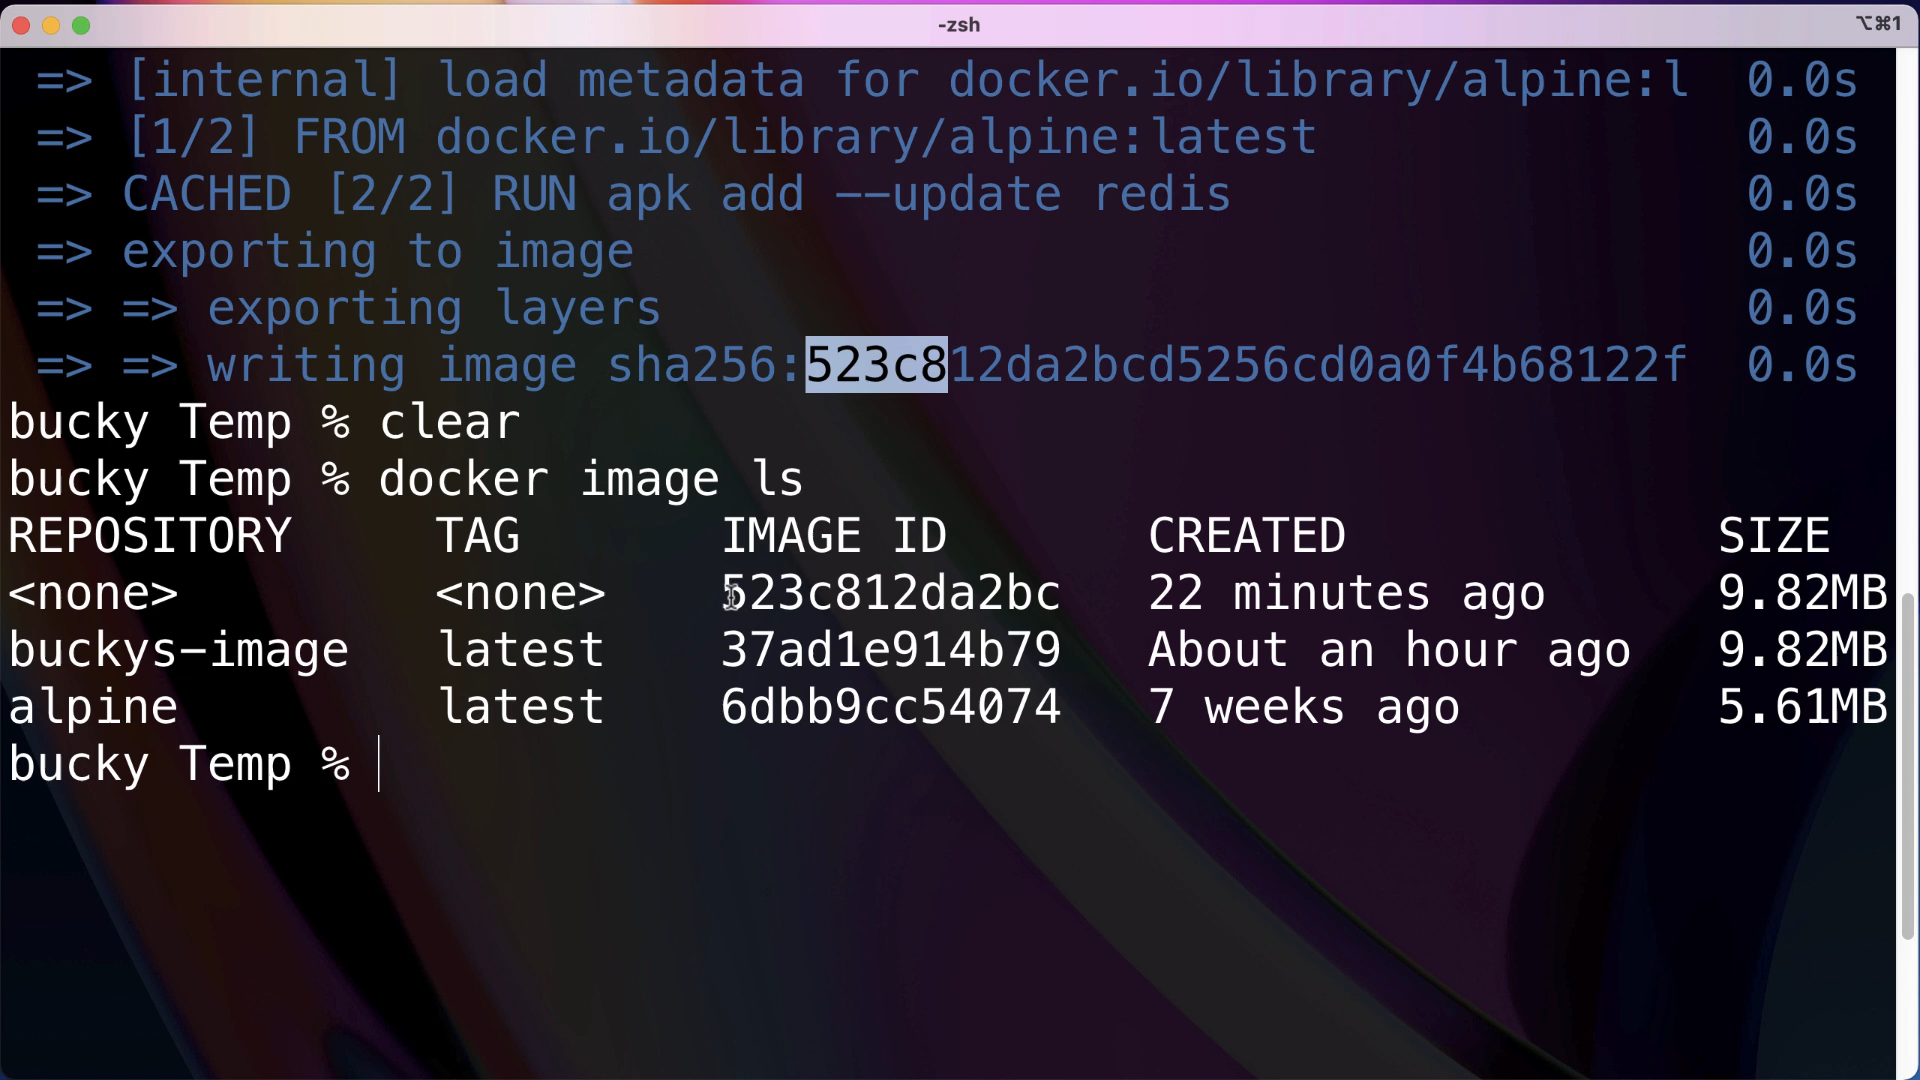 -zsh
⌥⌘1
=> [internal] load metadata for docker.io/library/alpine:l 0.0s
=> [1/2] FROM docker.io/library/alpine:latest 0.0s
=> CACHED [2/2] RUN apk add --update redis 0.0s
=> exporting to image 0.0s
=> => exporting layers 0.0s
=> => writing image sha256:523c812da2bcd5256cd0a0f4b68122f 0.0s
bucky Temp % clear
bucky Temp % docker image ls
REPOSITORY TAG IMAGE ID CREATED SIZE
<none> <none> 523c812da2bc 22 minutes ago 9.82MB
buckys-image latest 37ad1e914b79 About an hour ago 9.82MB
alpine latest 6dbb9cc54074 7 weeks ago 5.61MB
bucky Temp %